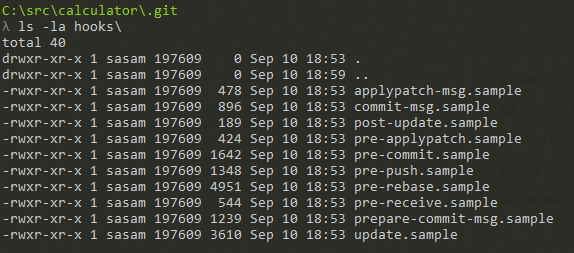 C:\src\calculator\.git
λ ls -la hooks\
total 40
drwxr-xr-x 1 sasam 197609    0 Sep 10 18:53 .
drwxr-xr-x 1 sasam 197609    0 Sep 10 18:59 ..
-rwxr-xr-x 1 sasam 197609  478 Sep 10 18:53 applypatch-msg.sample
-rwxr-xr-x 1 sasam 197609  896 Sep 10 18:53 commit-msg.sample
-rwxr-xr-x 1 sasam 197609  189 Sep 10 18:53 post-update.sample
-rwxr-xr-x 1 sasam 197609  424 Sep 10 18:53 pre-applypatch.sample
-rwxr-xr-x 1 sasam 197609 1642 Sep 10 18:53 pre-commit.sample
-rwxr-xr-x 1 sasam 197609 1348 Sep 10 18:53 pre-push.sample
-rwxr-xr-x 1 sasam 197609 4951 Sep 10 18:53 pre-rebase.sample
-rwxr-xr-x 1 sasam 197609  544 Sep 10 18:53 pre-receive.sample
-rwxr-xr-x 1 sasam 197609 1239 Sep 10 18:53 prepare-commit-msg.sample
-rwxr-xr-x 1 sasam 197609 3610 Sep 10 18:53 update.sample